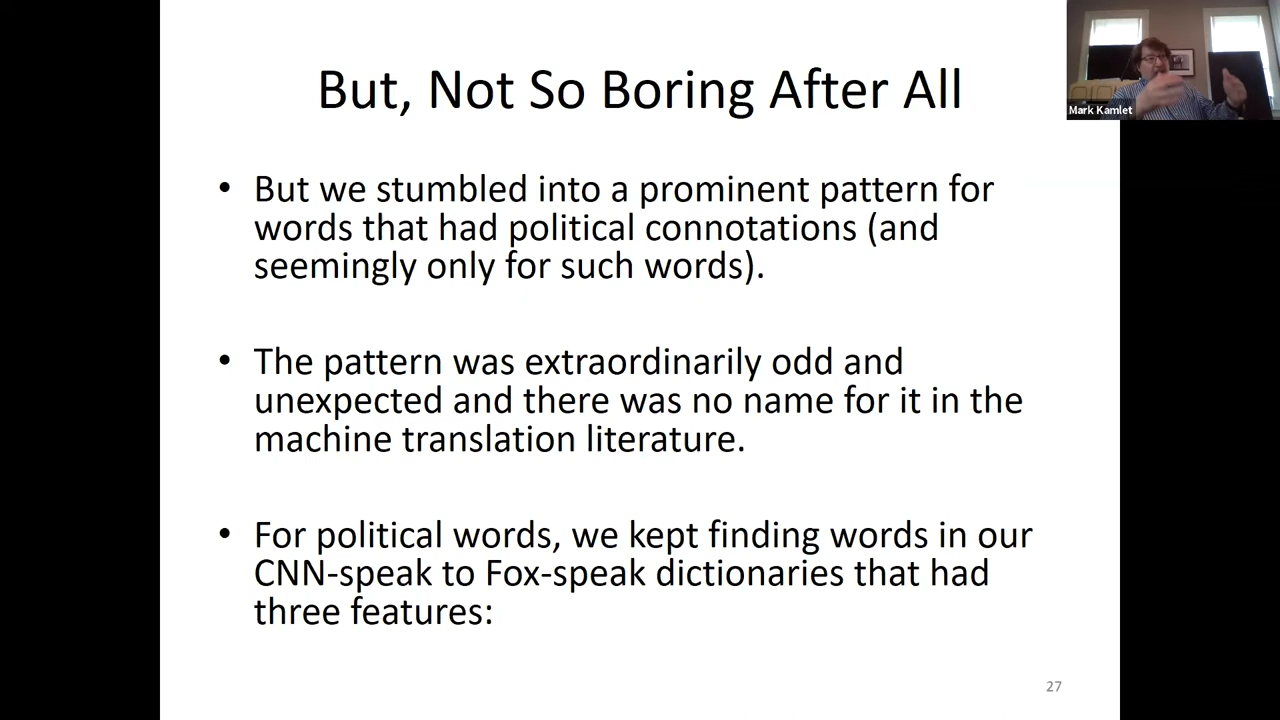 But, Not So Boring After All
Mark Kamlet
• But we stumbled into a prominent pattern for
words that had political connotations (and
seemingly only for such words).
• The pattern was extraordinarily odd and
unexpected and there was no name for it in the
machine translation literature.
• For political words, we kept finding words in our
CNN-speak to Fox-speak dictionaries that had
three features:
27